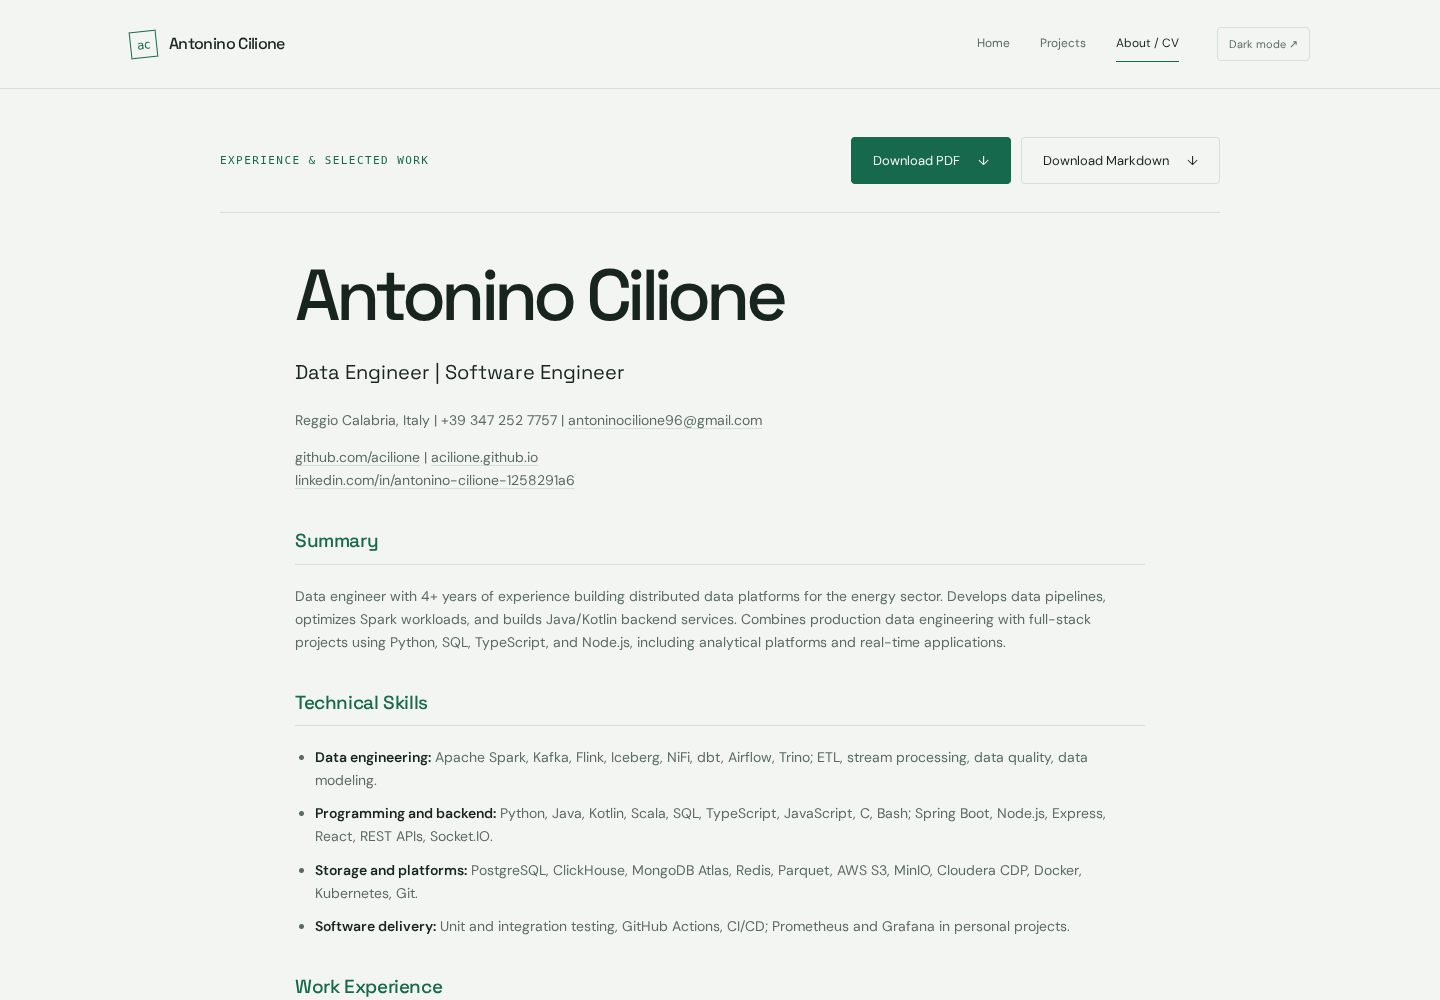 ac
Antonino Cilione
Home
Projects
About / CV
Dark mode ↗
EXPERIENCE & SELECTED WORK
Download PDF ↓
Download Markdown ↓
Antonino Cilione
Data Engineer | Software Engineer
Reggio Calabria, Italy | +39 347 252 7757 | antoninocilione96@gmail.com
github.com/acilione | acilione.github.io
linkedin.com/in/antonino-cilione-1258291a6
Summary
Data engineer with 4+ years of experience building distributed data platforms for the energy sector. Develops data pipelines,
optimizes Spark workloads, and builds Java/Kotlin backend services. Combines production data engineering with full-stack
projects using Python, SQL, TypeScript, and Node.js, including analytical platforms and real-time applications.
Technical Skills
• Data engineering: Apache Spark, Kafka, Flink, Iceberg, NiFi, dbt, Airflow, Trino; ETL, stream processing, data quality, data
modeling.
• Programming and backend: Python, Java, Kotlin, Scala, SQL, TypeScript, JavaScript, C, Bash; Spring Boot, Node.js, Express,
React, REST APIs, Socket.IO.
• Storage and platforms: PostgreSQL, ClickHouse, MongoDB Atlas, Redis, Parquet, AWS S3, MinIO, Cloudera CDP, Docker,
Kubernetes, Git.
• Software delivery: Unit and integration testing, GitHub Actions, CI/CD; Prometheus and Grafana in personal projects.
Work Experience